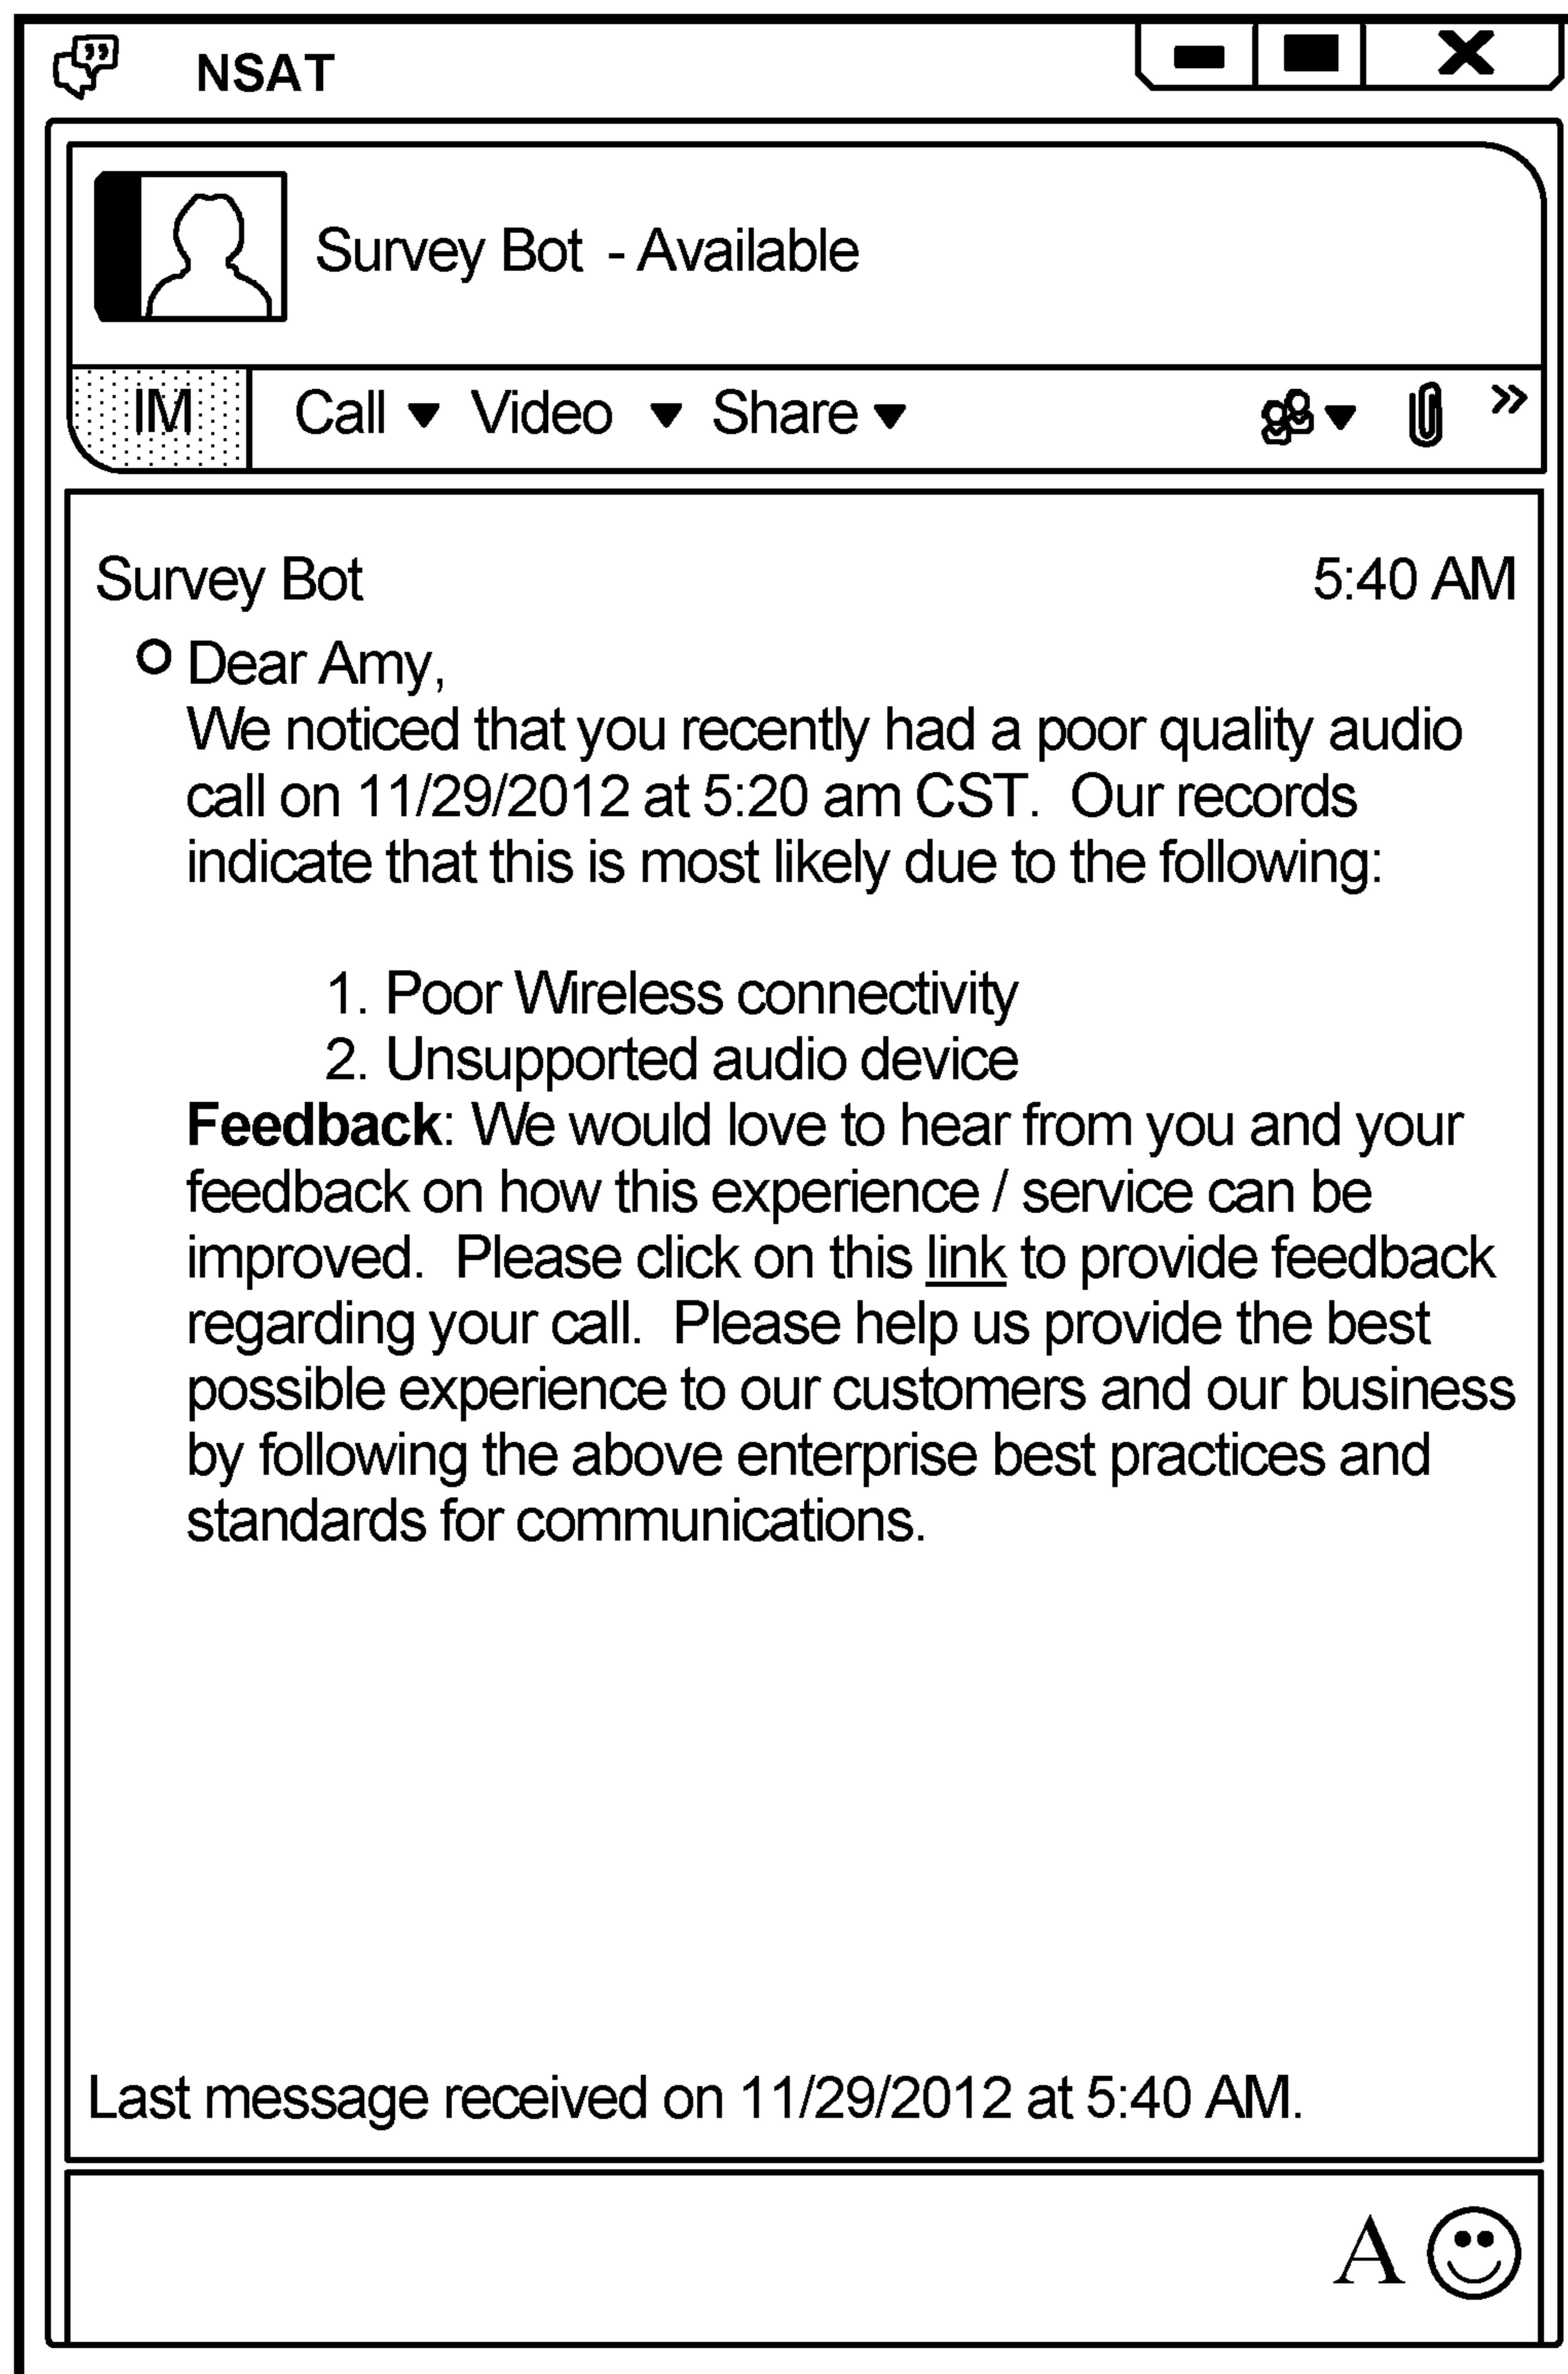 NSAT
Survey Bot - Available
IM Call Video Share
Survey Bot 5:40 AM
Dear Amy,
We noticed that you recently had a poor quality audio
call on 11/29/2012 at 5:20 am CST. Our records
indicate that this is most likely due to the following:
1. Poor Wireless connectivity
2. Unsupported audio device
Feedback: We would love to hear from you and your
feedback on how this experience / service can be
improved. Please click on this link to provide feedback
regarding your call. Please help us provide the best
possible experience to our customers and our business
by following the above enterprise best practices and
standards for communications.
Last message received on 11/29/2012 at 5:40 AM.
A